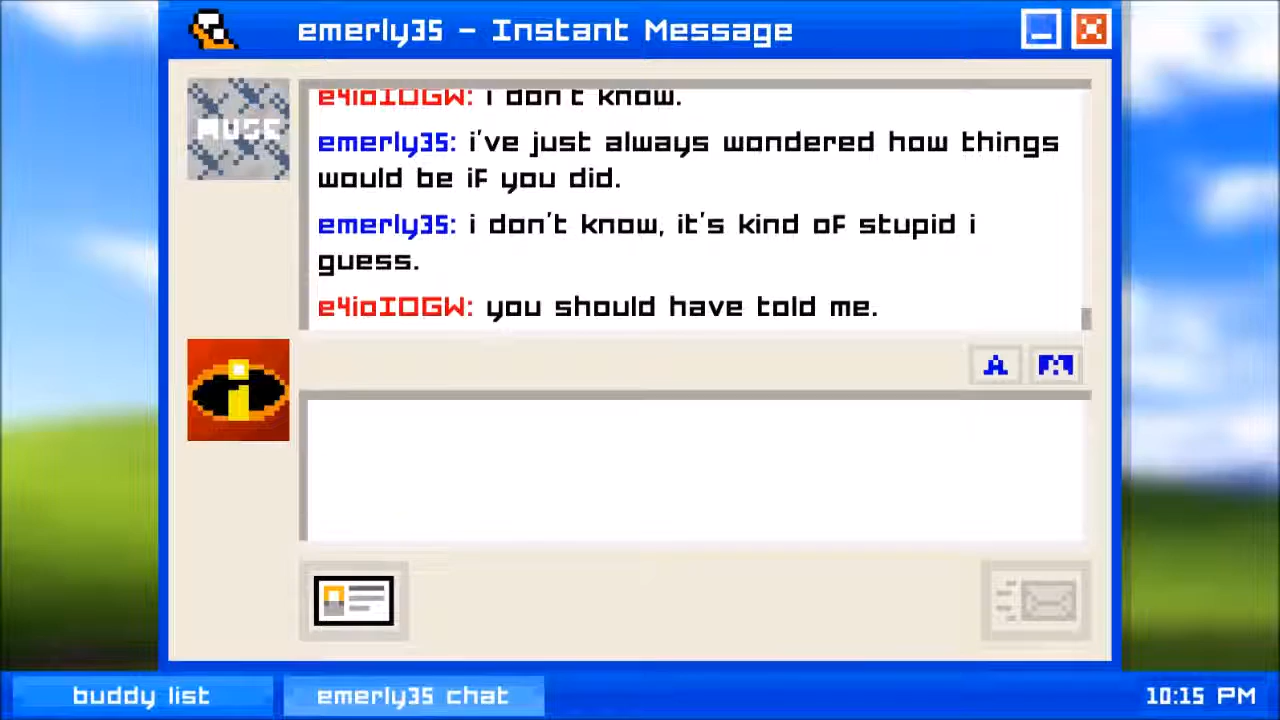 emerly35 - Instant Message
MUSE
e4ioIOGW: i don't know.
emerly35: i've just always wondered how things
would be if you did.
emerly35: i don't know, it's kind of stupid i
guess.
e4ioIOGW: you should have told me.
A
i
buddy list
emerly35 chat
10:15 PM